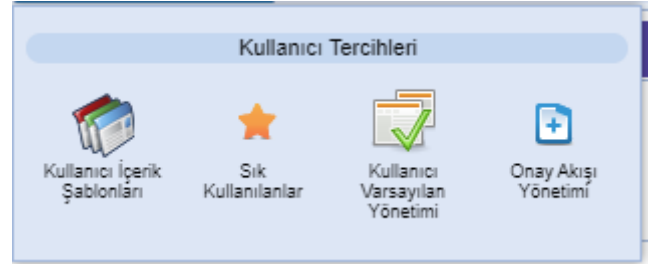 Kullanıcı Tercihleri
Kullanıcı İçerik
Şablonları
Sık
Kullanılanlar
Kullanıcı
Varsayılan
Yönetimi
Onay Akışı
Yönetimi